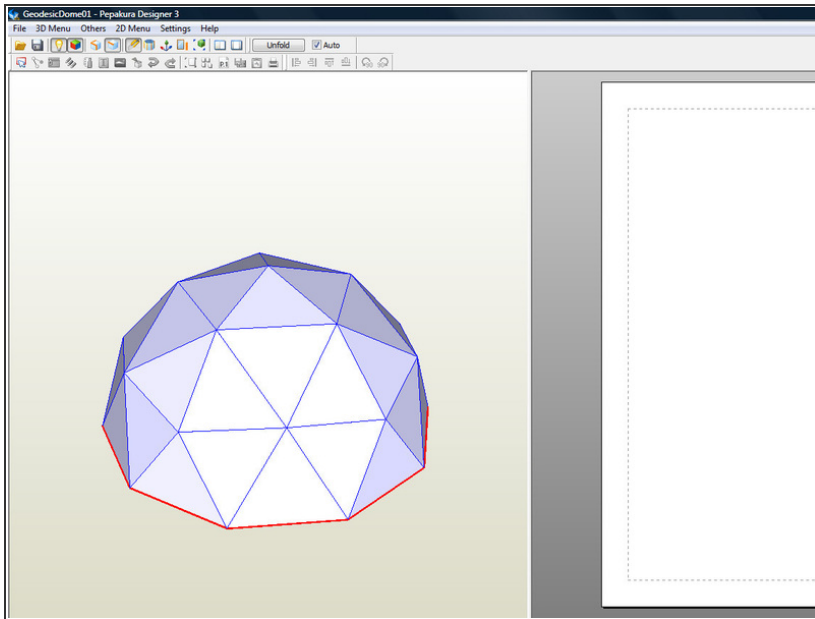 GeodesicDome01 - Pepakura Designer 3
File 3D Menu Others 2D Menu Settings Help
Unfold Auto